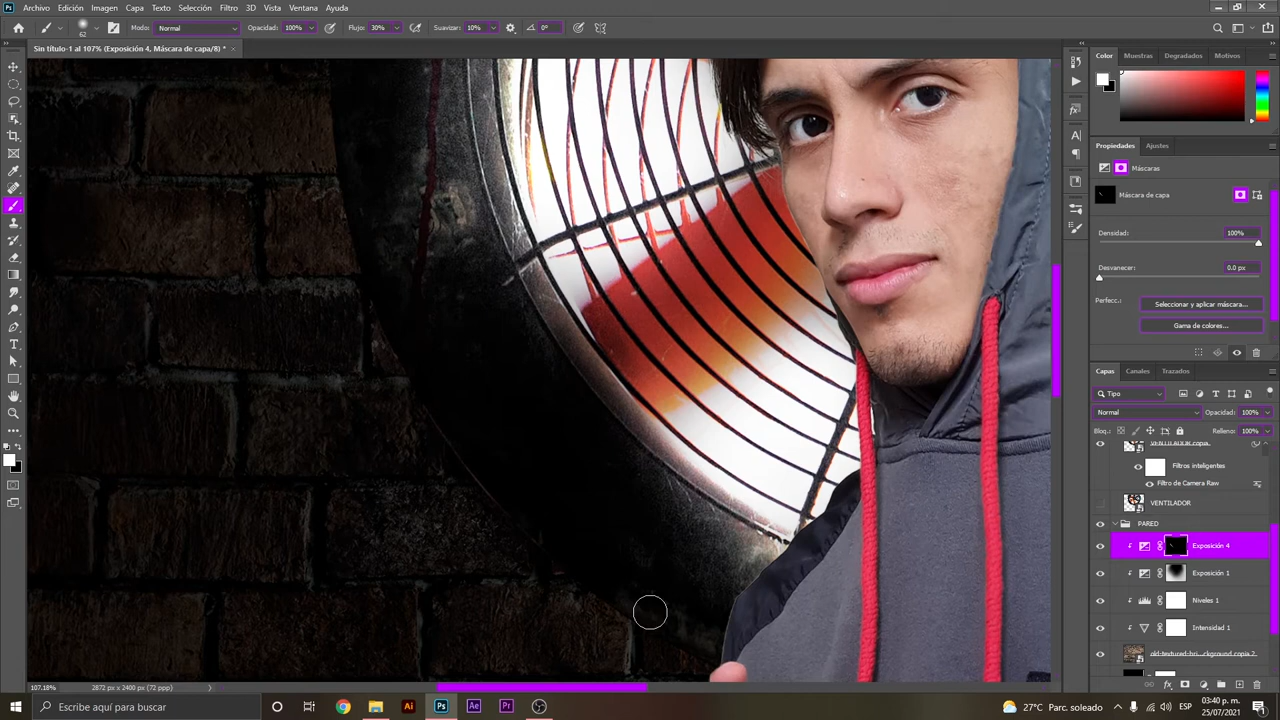 Archivo Edición Imagen Capa Texto Selección Filtro 3D Vista Ventana Ayuda
62 Modo: Normal Opacidad: 100% Flujo: 30% Suavizar: 10% 0°
Sin título-1 al 107% (Exposición 4, Máscara de capa/8) * ×
Color Muestras Degradados Motivos
Propiedades Ajustes
Máscaras
Máscara de capa
Densidad: 100%
Desvanecer: 0.0 px
Perfecc.: Seleccionar y aplicar máscara...
Gama de colores...
Capas Canales Trazados
Tipo
Normal Opacidad: 100%
Bloq.: Relleno: 100%
VENTILADOR copia
Filtros inteligentes
Filtro de Camera Raw
VENTILADOR
PARED
Exposición 4
Exposición 1
Niveles 1
Intensidad 1
old-textured-bri...ckground copia 2
107.18% 2872 px x 2400 px (72 ppp)
Escribe aquí para buscar
27°C Parc. soleado ESP 03:40 p. m. 25/07/2021